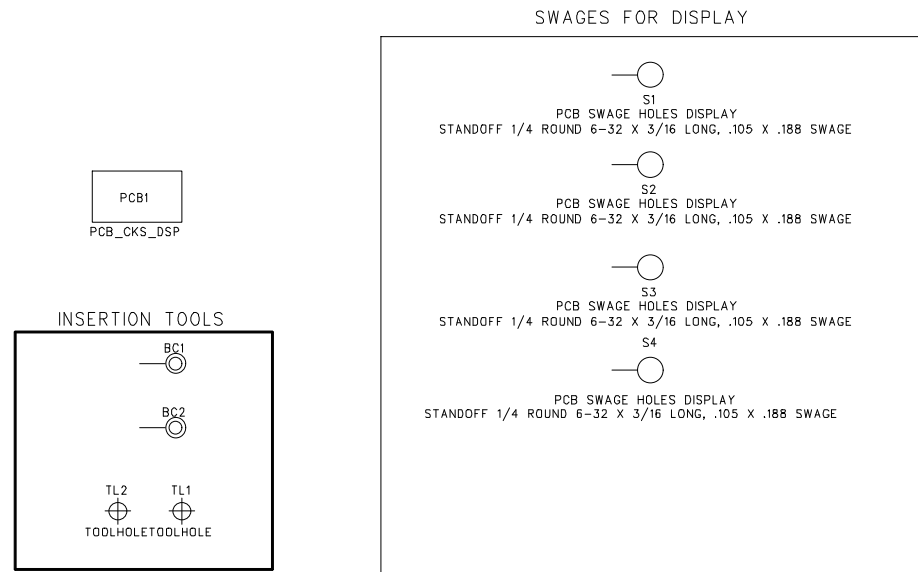 SWAGES FOR DISPLAY
S1
PCB SWAGE HOLES DISPLAY
STANDOFF 1/4 ROUND 6-32 X 3/16 LONG, .105 X .188 SWAGE
S2
PCB SWAGE HOLES DISPLAY
STANDOFF 1/4 ROUND 6-32 X 3/16 LONG, .105 X .188 SWAGE
S3
PCB SWAGE HOLES DISPLAY
STANDOFF 1/4 ROUND 6-32 X 3/16 LONG, .105 X .188 SWAGE
S4
PCB SWAGE HOLES DISPLAY
STANDOFF 1/4 ROUND 6-32 X 3/16 LONG, .105 X .188 SWAGE
PCB1
PCB_CKS_DSP
INSERTION TOOLS
BC1
BC2
TL2 TL1
TOOLHOLE TOOLHOLE